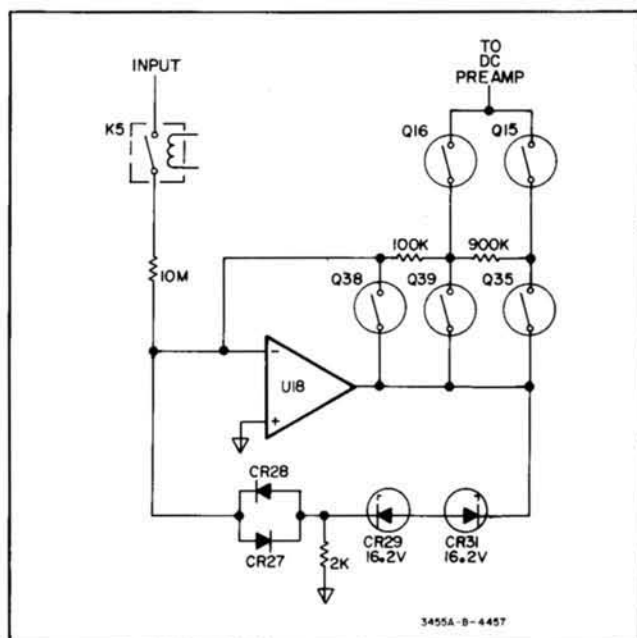 TO
DC
PREAMP
INPUT
K5
Q16
Q15
100K
900K
10M
Q38
Q39
Q35
-
U18
+
CR28
CR27
2K
CR29
16.2V
CR31
16.2V
3455A-B-4457